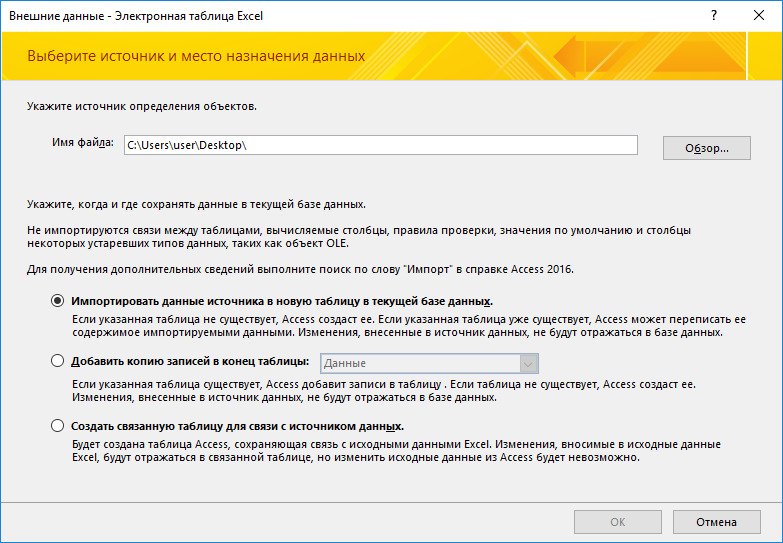 Внешние данные - Электронная таблица Excel
?
Выберите источник и место назначения данных
Укажите источник определения объектов.
Имя файла: C:\Users\user\Desktop\ Обзор...
Укажите, когда и где сохранять данные в текущей базе данных.
Не импортируются связи между таблицами, вычисляемые столбцы, правила проверки, значения по умолчанию и столбцы
некоторых устаревших типов данных, таких как объект OLE.
Для получения дополнительных сведений выполните поиск по слову "Импорт" в справке Access 2016.
Импортировать данные источника в новую таблицу в текущей базе данных.
Если указанная таблица не существует, Access создаст ее. Если указанная таблица уже существует, Access может переписать ее
содержимое импортируемыми данными. Изменения, внесенные в источник данных, не будут отражаться в базе данных.
Добавить копию записей в конец таблицы: Данные
Если указанная таблица существует, Access добавит записи в таблицу . Если таблица не существует, Access создаст ее.
Изменения, внесенные в источник данных, не будут отражаться в базе данных.
Создать связанную таблицу для связи с источником данных.
Будет создана таблица Access, сохраняющая связь с исходными данными Excel. Изменения, вносимые в исходные данные
Excel, будут отражаться в связанной таблице, но изменить исходные данные из Access будет невозможно.
ОК Отмена